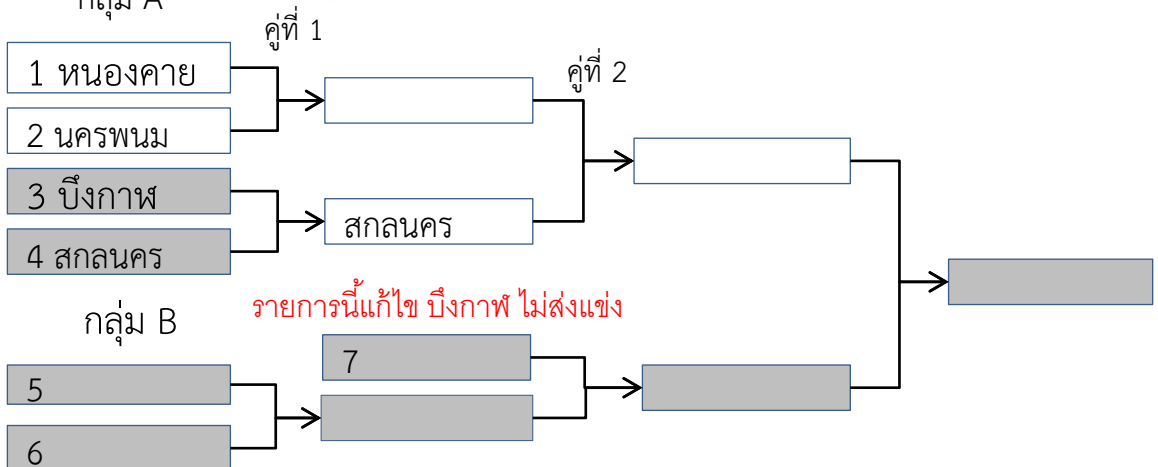 กลุ่ม A
คู่ที่ 1
1 หนองคาย
คู่ที่ 2
2 นครพนม
3 บึงกาฬ
สกลนคร
4 สกลนคร
รายการนี้แก้ไข บึงกาฬ ไม่ส่งแข่ง
กลุ่ม B
7
5
6